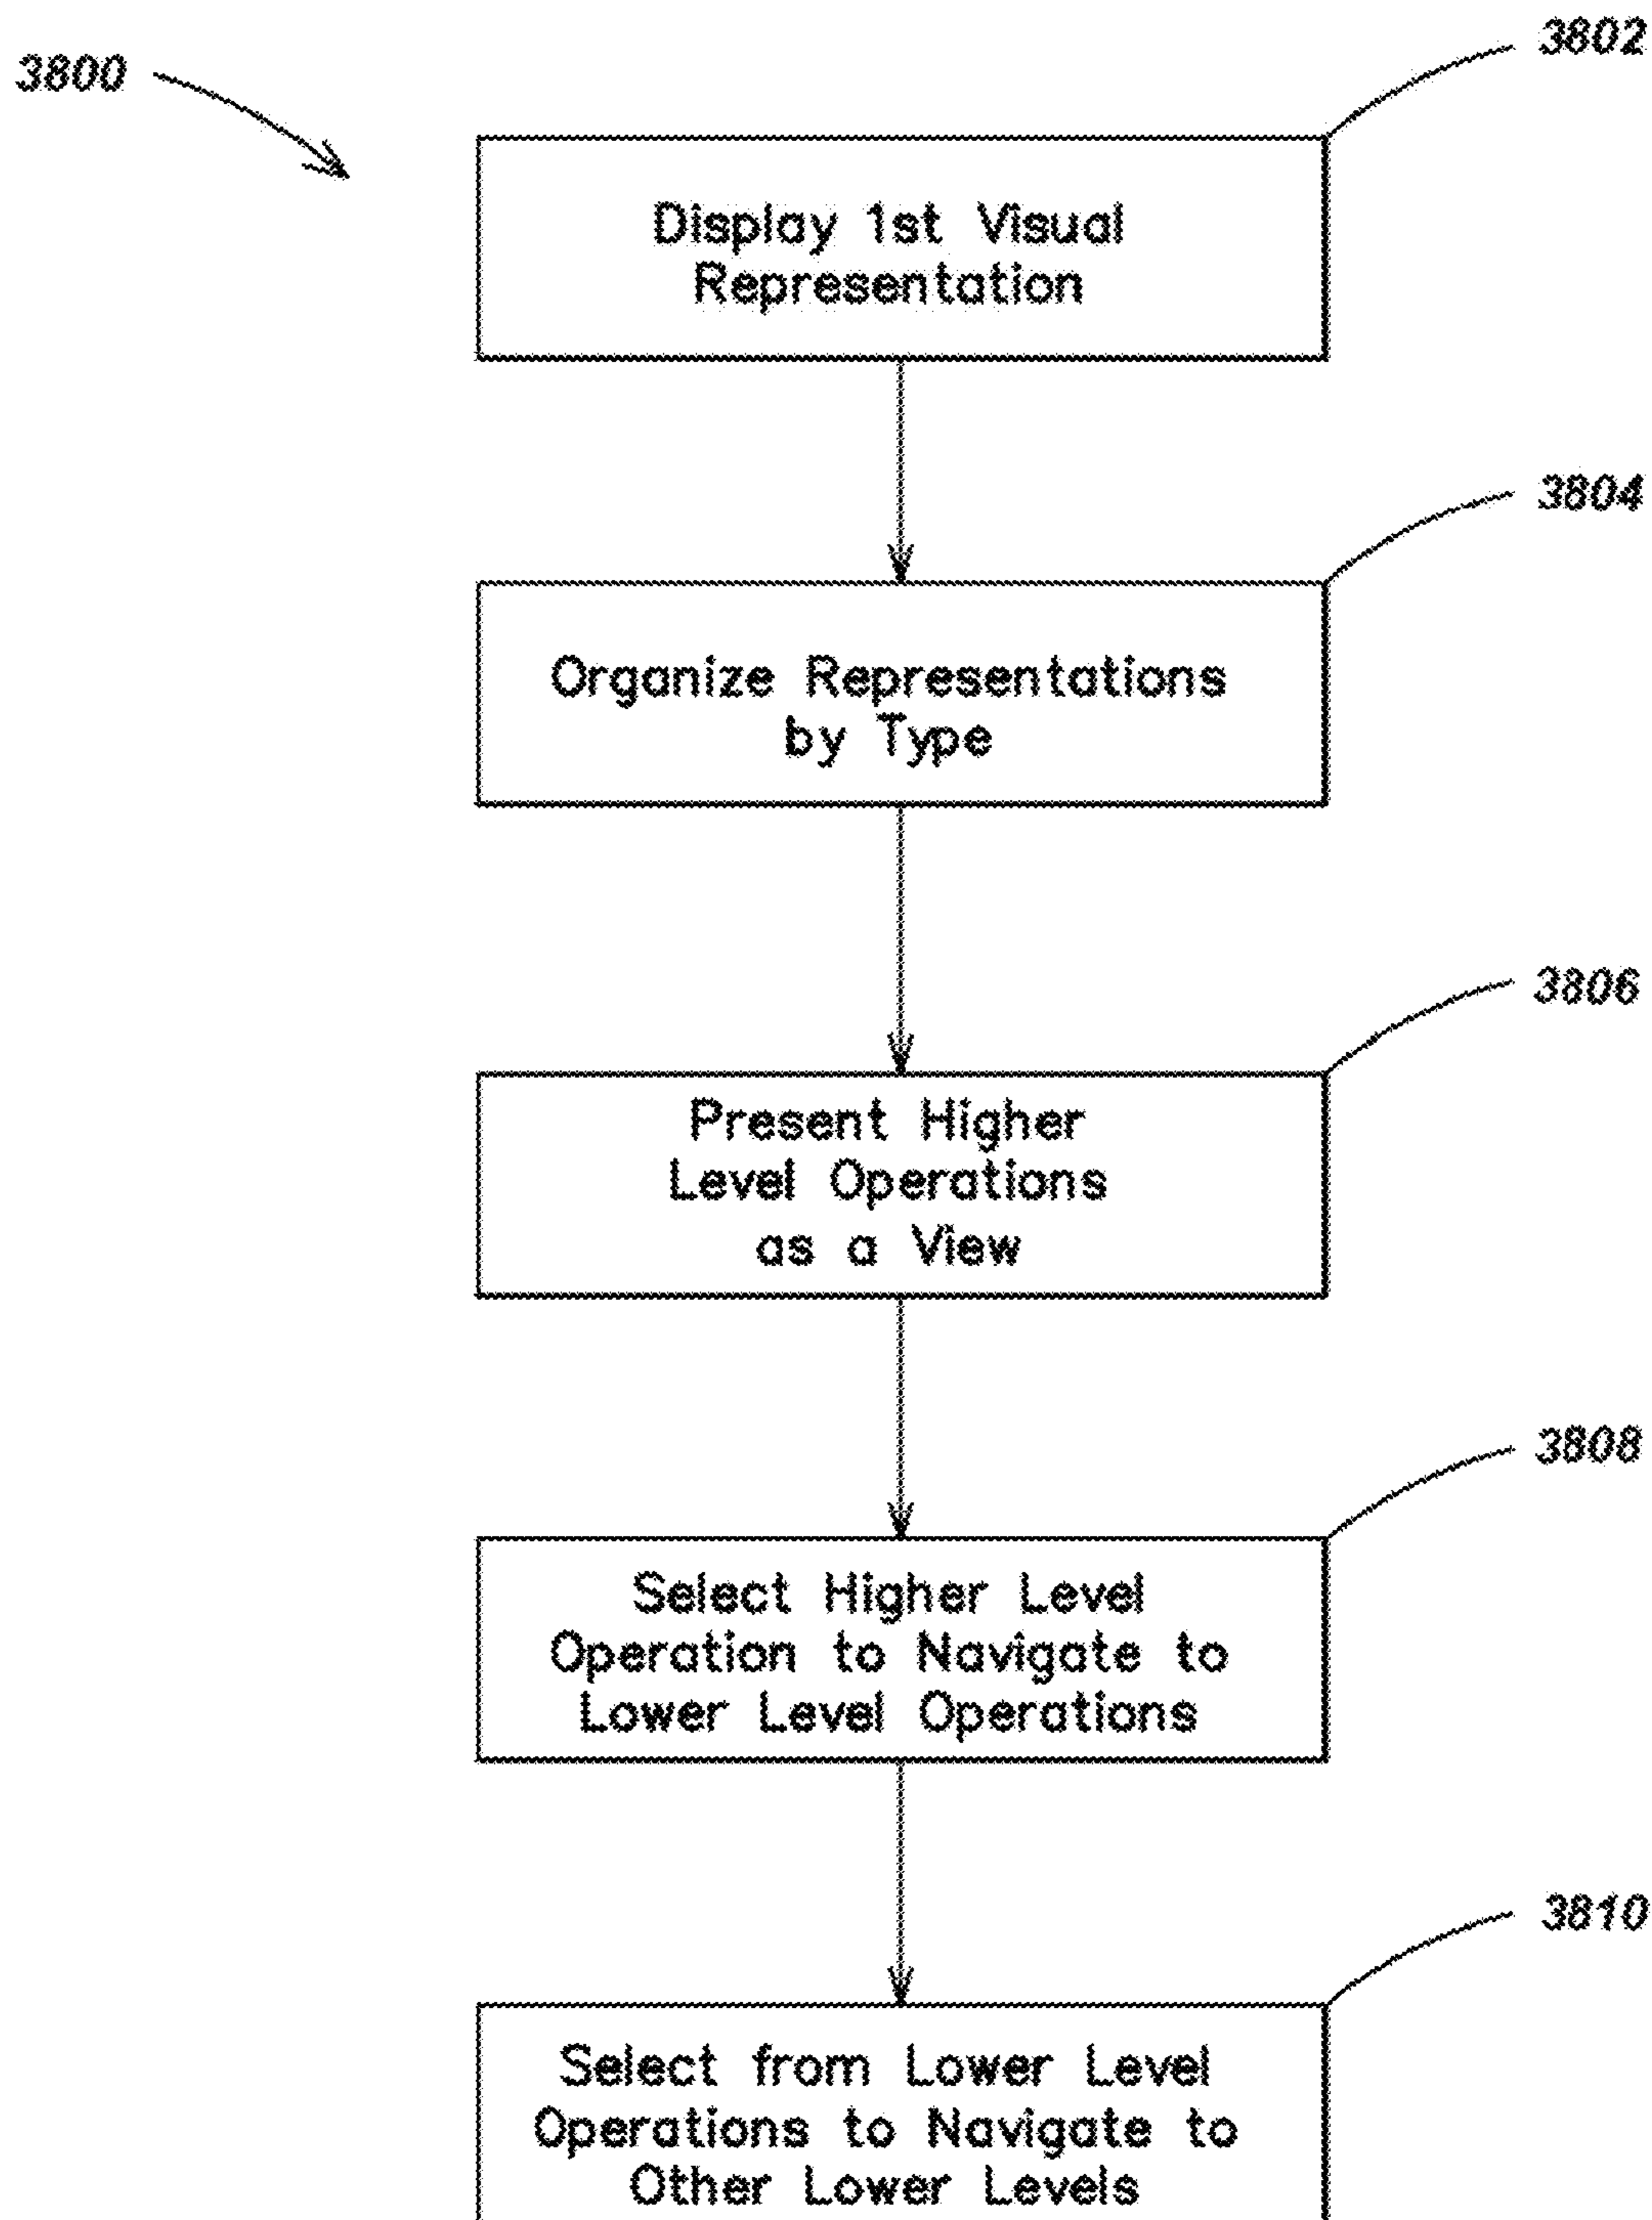 3800
3802
Display 1st Visual
Representation
3804
Organize Representations
by Type
3806
Present Higher
Level Operations
as a View
3808
Select Higher Level
Operation to Navigate to
Lower Level Operations
3810
Select from Lower Level
Operations to Navigate to
Other Lower Levels